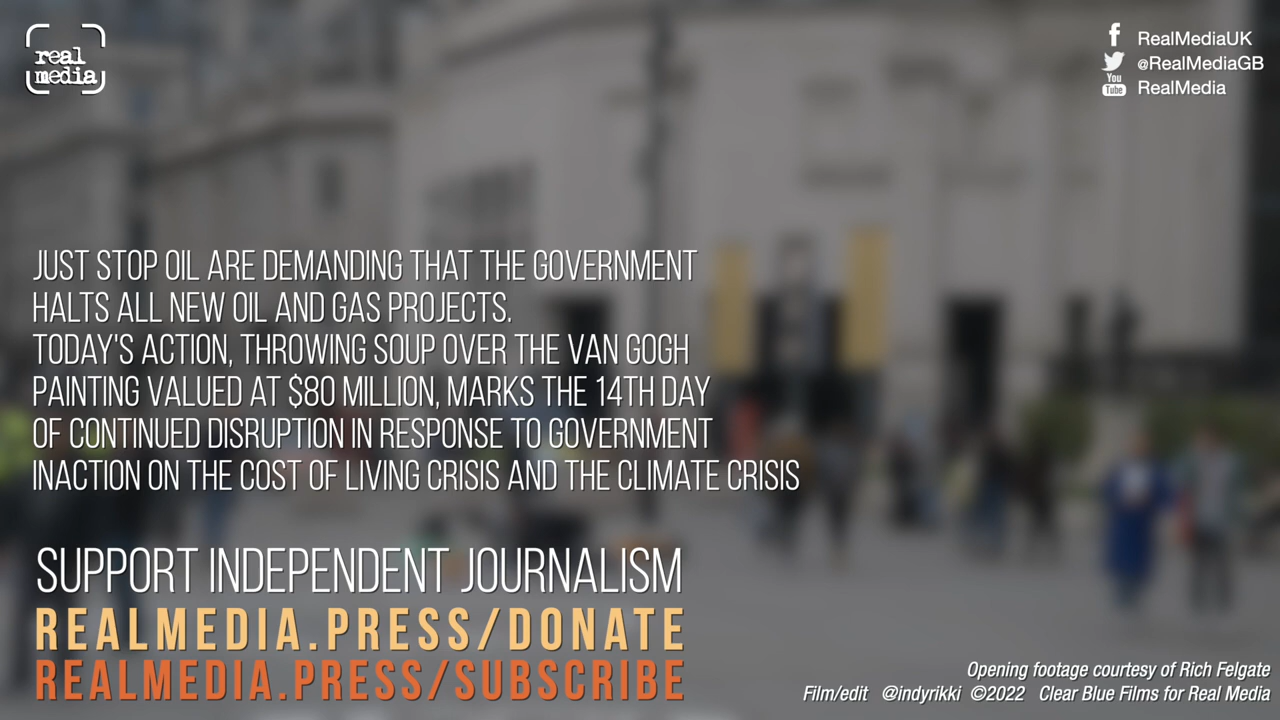 real
media
RealMediaUK
@RealMediaGB
You
Tube
RealMedia
JUST STOP OIL ARE DEMANDING THAT THE GOVERNMENT
HALTS ALL NEW OIL AND GAS PROJECTS.
TODAY'S ACTION, THROWING SOUP OVER THE VAN GOGH
PAINTING VALUED AT $80 MILLION, MARKS THE 14TH DAY
OF CONTINUED DISRUPTION IN RESPONSE TO GOVERNMENT
INACTION ON THE COST OF LIVING CRISIS AND THE CLIMATE CRISIS
SUPPORT INDEPENDENT JOURNALISM
REALMEDIA.PRESS/DONATE
REALMEDIA.PRESS/SUBSCRIBE
Opening footage courtesy of Rich Felgate
Film/edit @indyrikki ©2022 Clear Blue Films for Real Media